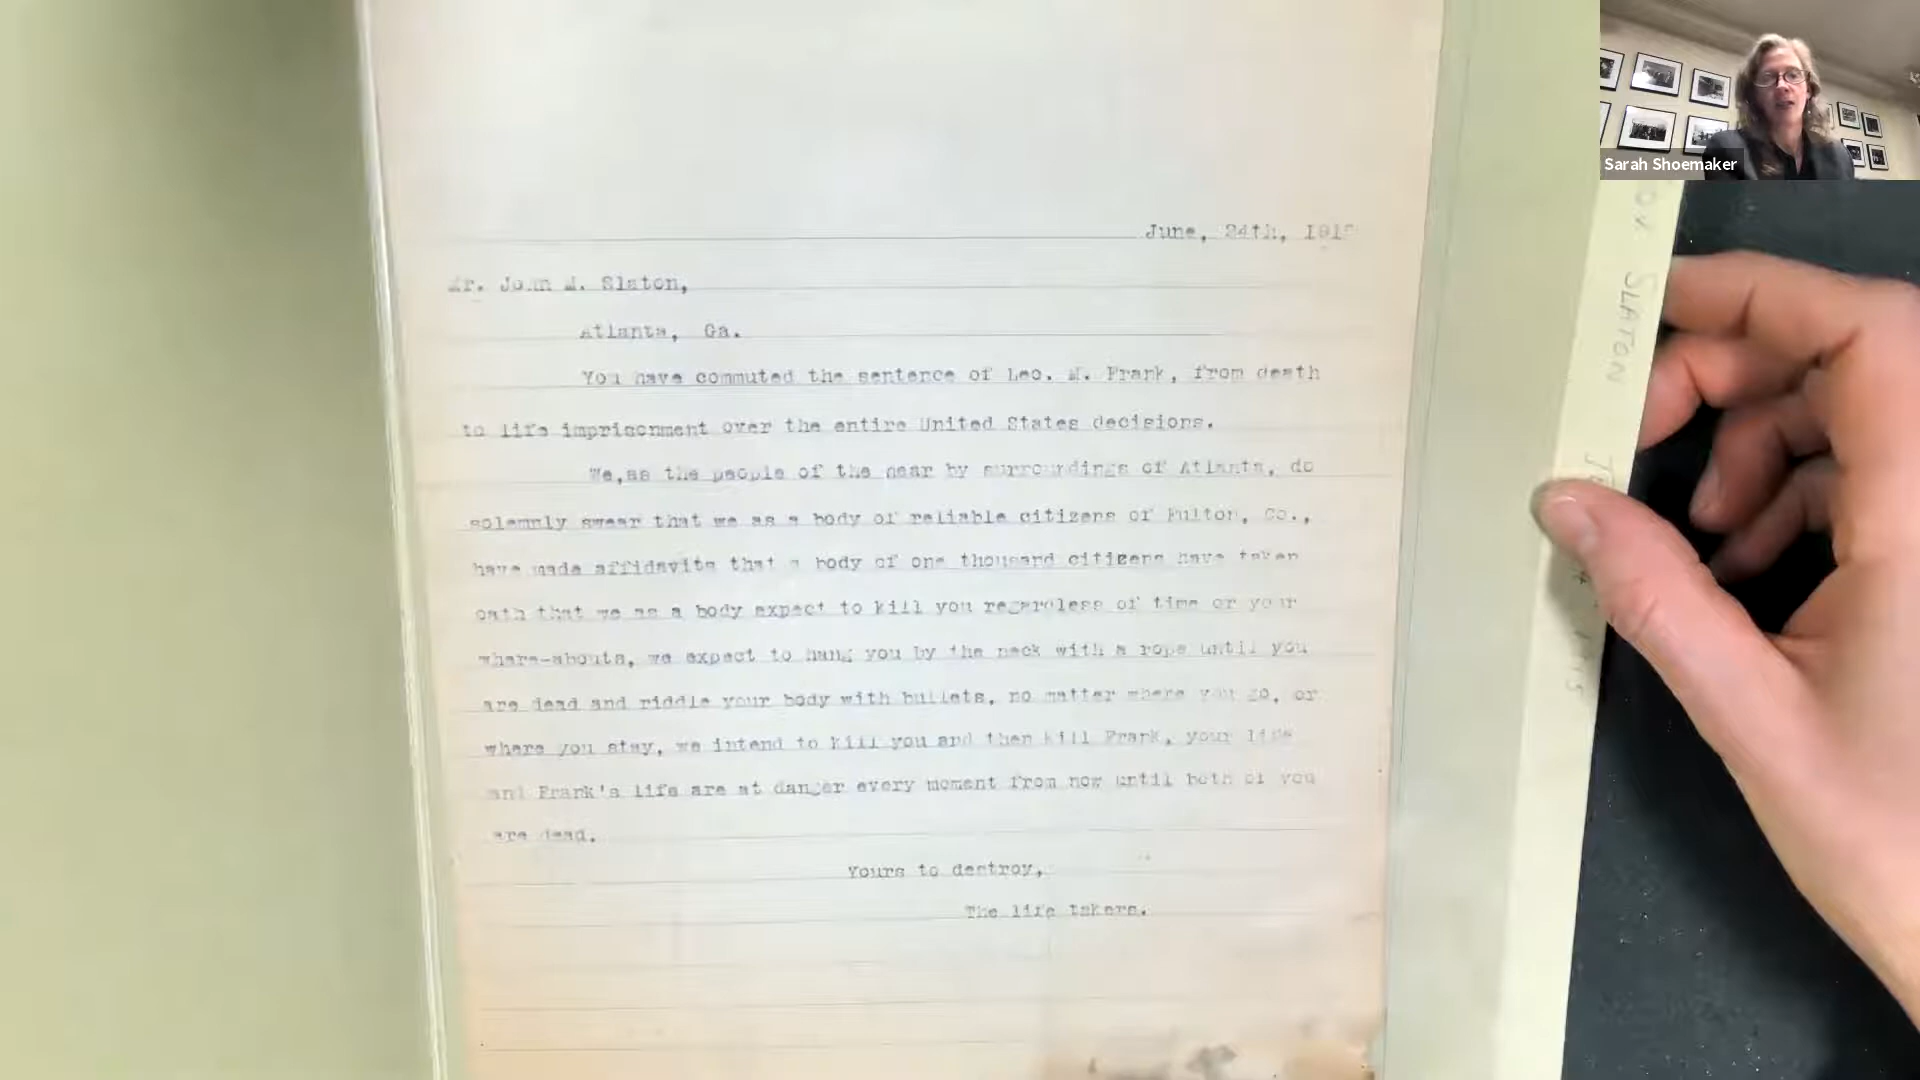 June, 24th, 191
Mr. John M. Slaton,
Atlanta, Ga.
You have commuted the sentence of Leo. M. Frank, from death
to life imprisonment over the entire United States decisions.
We,as the people of the near by surroundings of Atlanta, do
solemnly swear that we as a body of reliable citizens of Fulton, Co.,
have made affidavits that a body of one thousard citizens have taken
oath that we as a body expect to kill you regardless of time or your
where-abouts, we expect to hang you by the neck with a rope until you
are dead and riddle your body with bullets, no matter where you go, or
where you stay, we intend to kill you and then kill Frank, your life
and Frank's life are at danger every moment from now until both of you
are dead.
Yours to destroy,
The life takers.
Sarah Shoemaker
ON SLATON